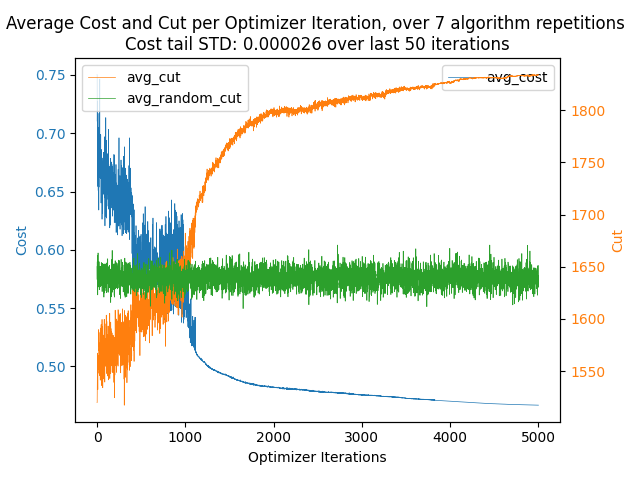 Average Cost and Cut per Optimizer Iteration, over 7 algorithm repetitions
Cost tail STD: 0.000026 over last 50 iterations
avg_cut
avg_random_cut
avg_cost
0.75
0.70
0.65
0.60
0.55
0.50
Cost
1800
1750
1700
1650
1600
1550
Cut
0
1000
2000
3000
4000
5000
Optimizer Iterations